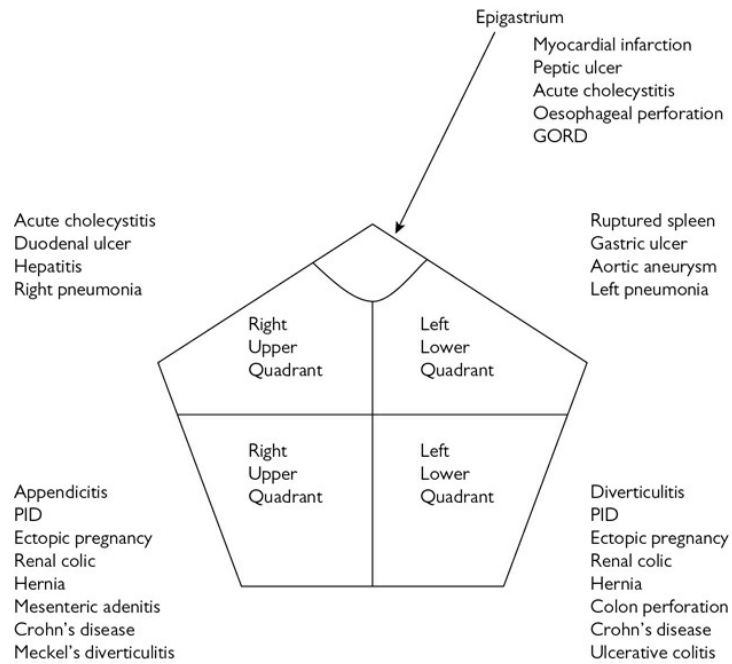 Epigastrium
Myocardial infarction
Peptic ulcer
Acute cholecystitis
Oesophageal perforation
GORD
Acute cholecystitis
Duodenal ulcer
Hepatitis
Right pneumonia
Ruptured spleen
Gastric ulcer
Aortic aneurysm
Left pneumonia
Right
Upper
Quadrant
Left
Lower
Quadrant
Right
Upper
Quadrant
Left
Lower
Quadrant
Appendicitis
PID
Ectopic pregnancy
Renal colic
Hernia
Mesenteric adenitis
Crohn's disease
Meckel's diverticulitis
Diverticulitis
PID
Ectopic pregnancy
Renal colic
Hernia
Colon perforation
Crohn's disease
Ulcerative colitis